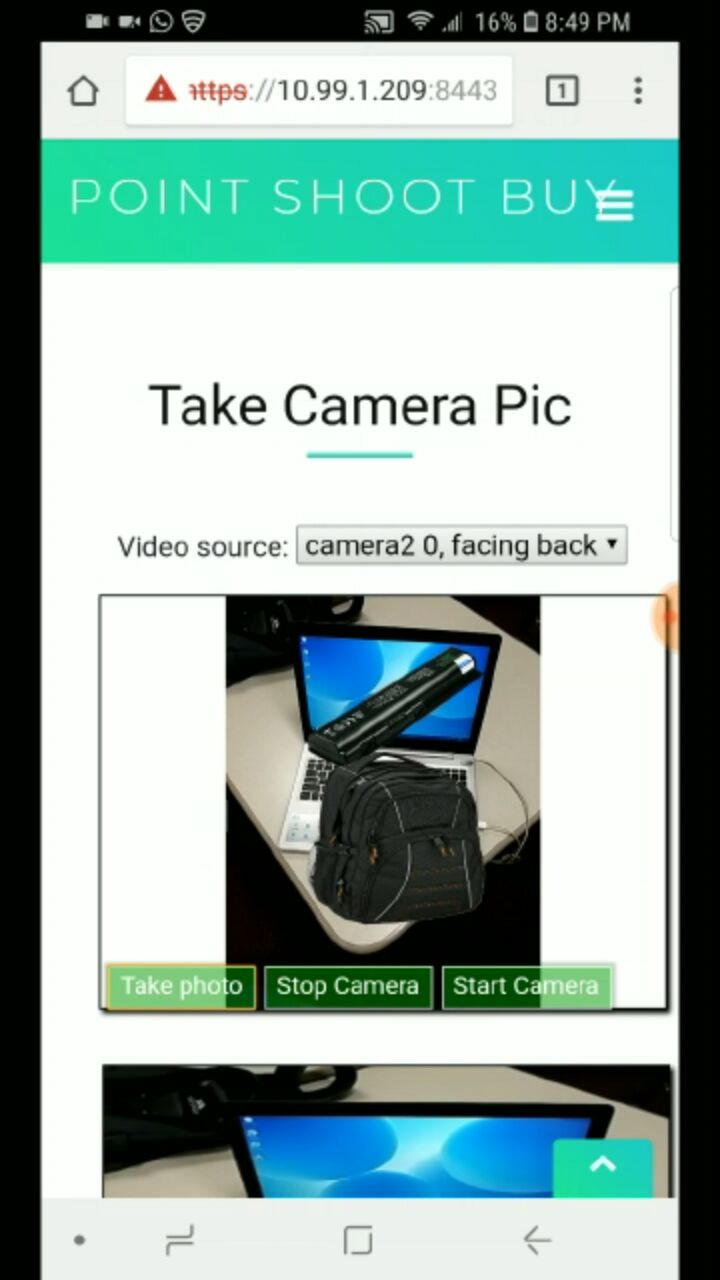 16% 8:49 PM
https://10.99.1.209:8443
1
POINT SHOOT BUY
Take Camera Pic
Video source: camera2 0, facing back
Take photo Stop Camera Start Camera